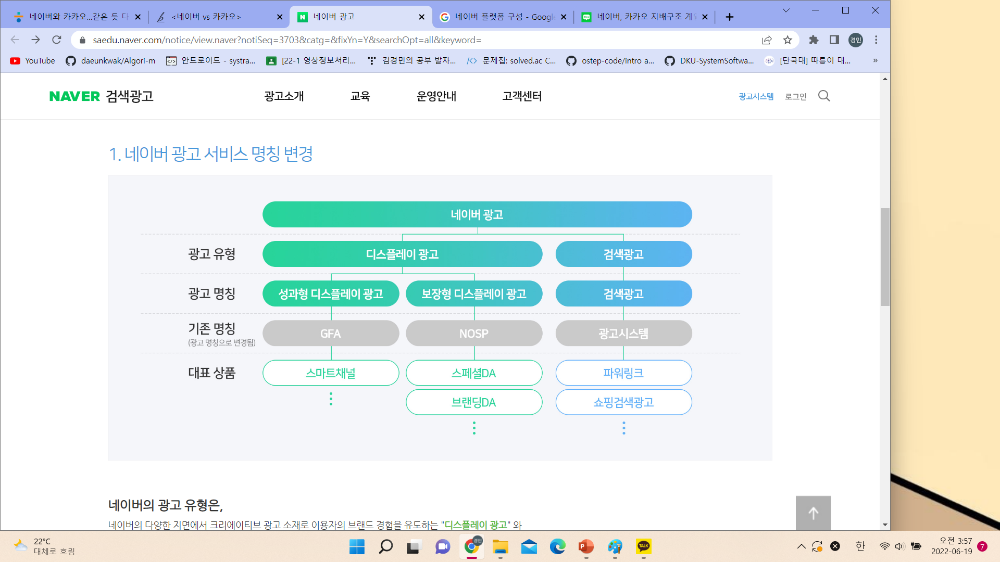 네이버와 카카오...같은 듯 다
<네이버 vs 카카오>
네이버 광고
네이버 플랫폼 구성 - Google
네이버, 카카오 지배구조 계열
saedu.naver.com/notice/view.naver?notiSeq=3703&catg=&fixYn=Y&searchOpt=all&keyword=
경민
YouTube
daeunkwak/Algori-m
안드로이드 - systra...
[22-1 영상정보처리...
김경민의 공부 발자...
문제집: solved.ac C...
ostep-code/intro a...
DKU-SystemSoftwa...
[단국대] 따릉이 대...
»
NAVER 검색광고
광고소개
교육
운영안내
고객센터
광고시스템
로그인
1. 네이버 광고 서비스 명칭 변경
네이버 광고
광고 유형
디스플레이 광고
검색광고
광고 명칭
성과형 디스플레이 광고
보장형 디스플레이 광고
검색광고
기존 명칭
(광고 명칭으로 변경됨)
GFA
NOSP
광고시스템
대표 상품
스마트채널
스페셜DA
파워링크
브랜딩DA
쇼핑검색광고
네이버의 광고 유형은,
네이버의 다양한 지면에서 크리에이티브 광고 소재로 이용자의 브랜드 경험을 유도하는 "디스플레이 광고" 와
22°C
대체로 흐림
경민
TALK
한
오전 3:57
2022-06-19
7